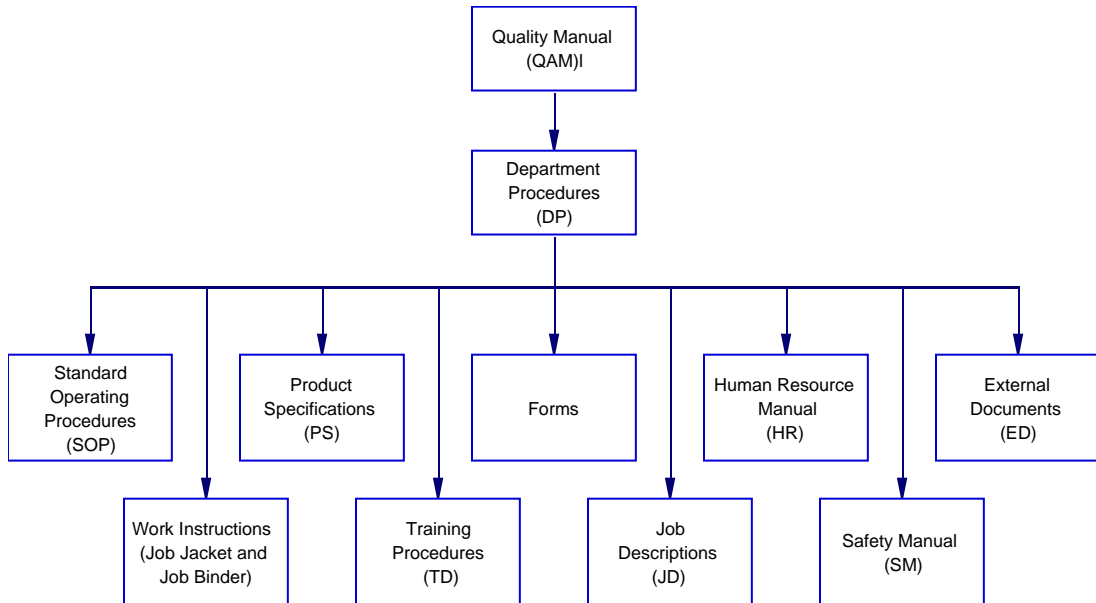 Quality Manual
(QAM)l
Department
Procedures
(DP)
Standard
Operating
Procedures
(SOP)
Product
Specifications
(PS)
Forms
Human Resource
Manual
(HR)
External
Documents
(ED)
Work Instructions
(Job Jacket and
Job Binder)
Training
Procedures
(TD)
Job
Descriptions
(JD)
Safety Manual
(SM)